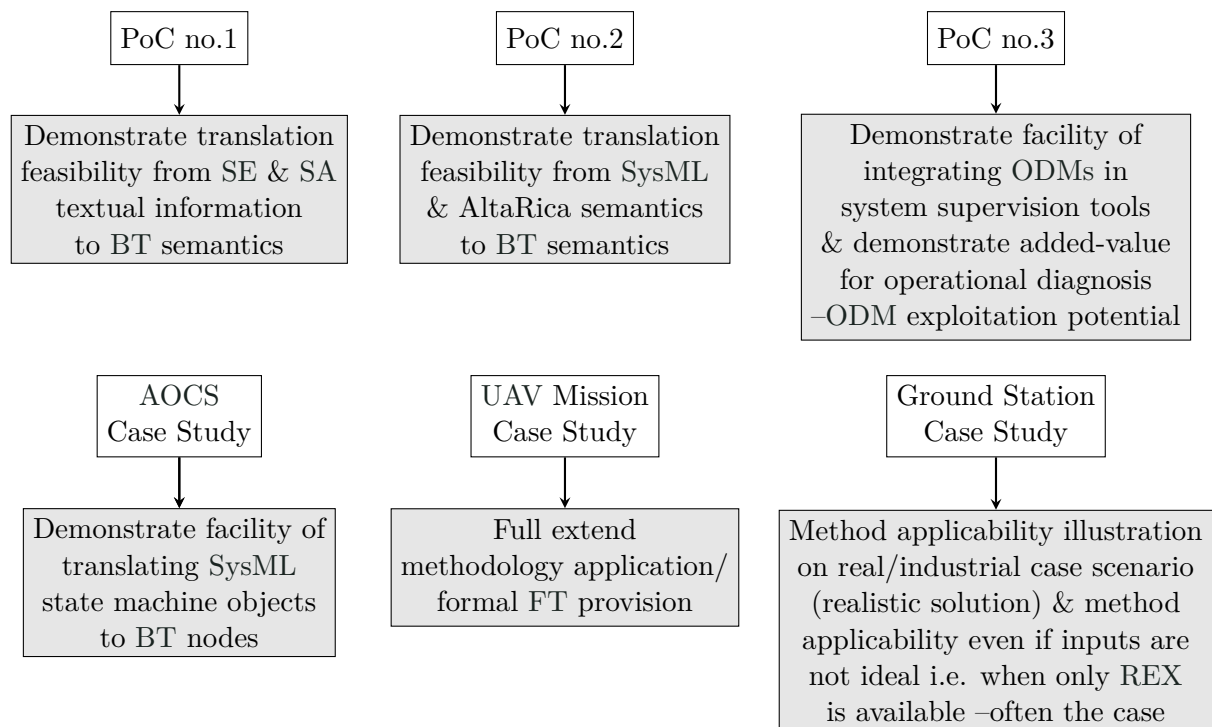 PoC no.1
Demonstrate translation
feasibility from SE & SA
textual information
to BT semantics
PoC no.2
Demonstrate translation
feasibility from SysML
& AltaRica semantics
to BT semantics
PoC no.3
Demonstrate facility of
integrating ODMs in
system supervision tools
& demonstrate added-value
for operational diagnosis
–ODM exploitation potential
AOCS
Case Study
Demonstrate facility of
translating SysML
state machine objects
to BT nodes
UAV Mission
Case Study
Full extend
methodology application/
formal FT provision
Ground Station
Case Study
Method applicability illustration
on real/industrial case scenario
(realistic solution) & method
applicability even if inputs are
not ideal i.e. when only REX
is available –often the case